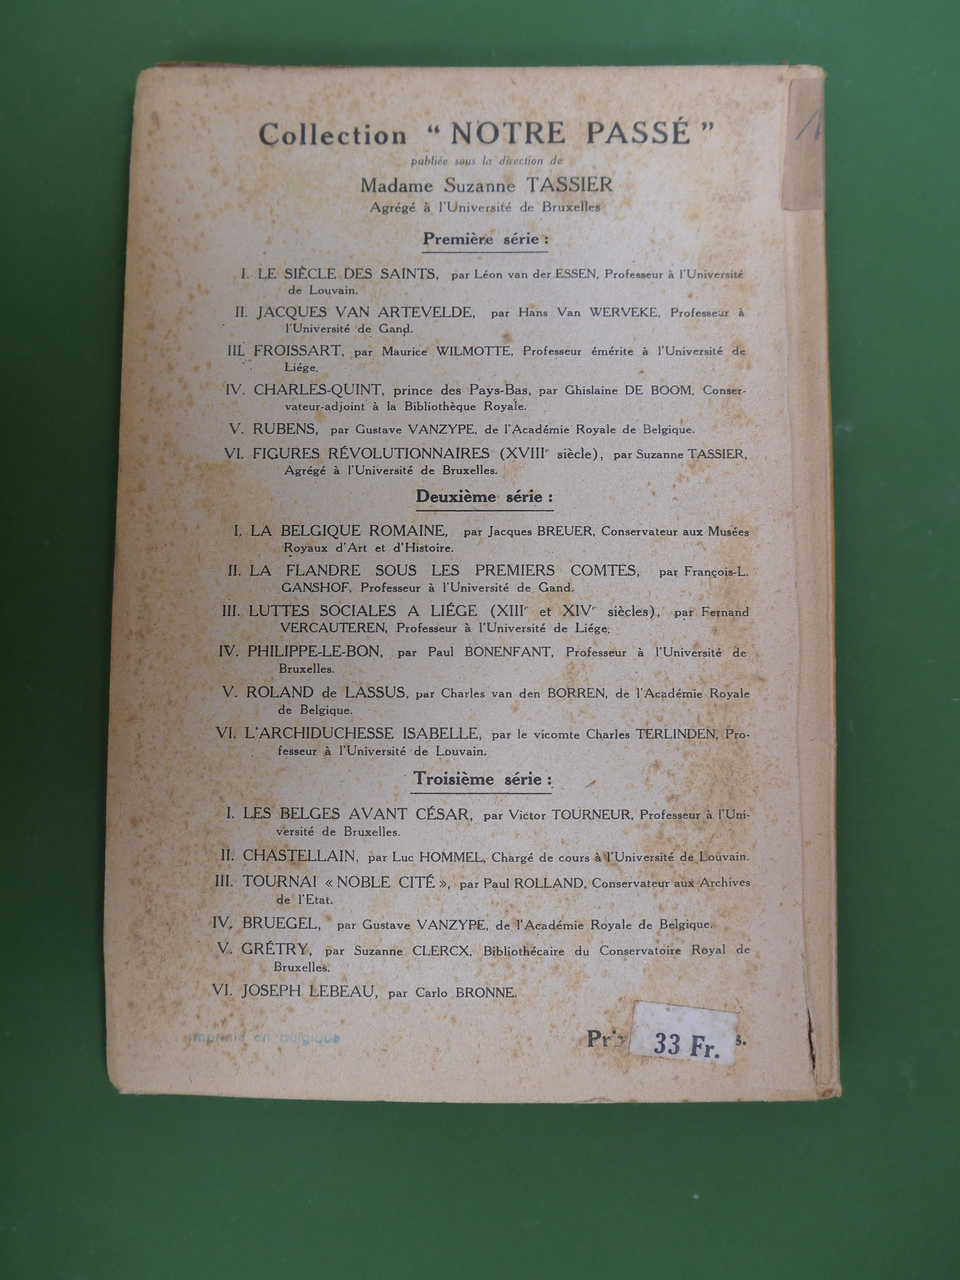 Collection “ NOTRE PASSÉ ”
publiée sous la direction de
Madame Suzanne TASSIER
Agrégé à l'Université de Bruxelles
Première série :
I. LE SIÈCLE DES SAINTS, par Léon van der ESSEN, Professeur à l'Université
de Louvain.
II. JACQUES VAN ARTEVELDE, par Hans Van WERVEKE, Professeur à
l'Université de Gand.
III. FROISSART, par Maurice WILMOTTE, Professeur émérite à l'Université de
Liége.
IV. CHARLES-QUINT, prince des Pays-Bas, par Ghislaine DE BOOM, Conser-
vateur-adjoint à la Bibliothèque Royale.
V. RUBENS, par Gustave VANZYPE, de l'Académie Royale de Belgique.
VI. FIGURES RÉVOLUTIONNAIRES (XVIIIᵉ siècle), par Suzanne TASSIER,
Agrégé à l'Université de Bruxelles.
Deuxième série :
I. LA BELGIQUE ROMAINE, par Jacques BREUER, Conservateur aux Musées
Royaux d'Art et d'Histoire.
II. LA FLANDRE SOUS LES PREMIERS COMTES, par François-L.
GANSHOF, Professeur à l'Université de Gand.
III. LUTTES SOCIALES A LIÉGE (XIIIᵉ et XIVᵉ siècles), par Fernand
VERCAUTEREN, Professeur à l'Université de Liége.
IV. PHILIPPE-LE-BON, par Paul BONENFANT, Professeur à l'Université de
Bruxelles.
V. ROLAND de LASSUS, par Charles van den BORREN, de l'Académie Royale
de Belgique.
VI. L'ARCHIDUCHESSE ISABELLE, par le vicomte Charles TERLINDEN, Pro-
fesseur à l'Université de Louvain.
Troisième série :
I. LES BELGES AVANT CÉSAR, par Victor TOURNEUR, Professeur à l'Uni-
versité de Bruxelles.
II. CHASTELLAIN, par Luc HOMMEL, Chargé de cours à l'Université de Louvain.
III. TOURNAI « NOBLE CITÉ », par Paul ROLLAND, Conservateur aux Archives
de l'Etat.
IV. BRUEGEL, par Gustave VANZYPE, de l'Académie Royale de Belgique.
V. GRÉTRY, par Suzanne CLERCX, Bibliothécaire du Conservatoire Royal de
Bruxelles.
VI. JOSEPH LEBEAU, par Carlo BRONNE.
imprimé en belgique
Prix 33 Fr. s.